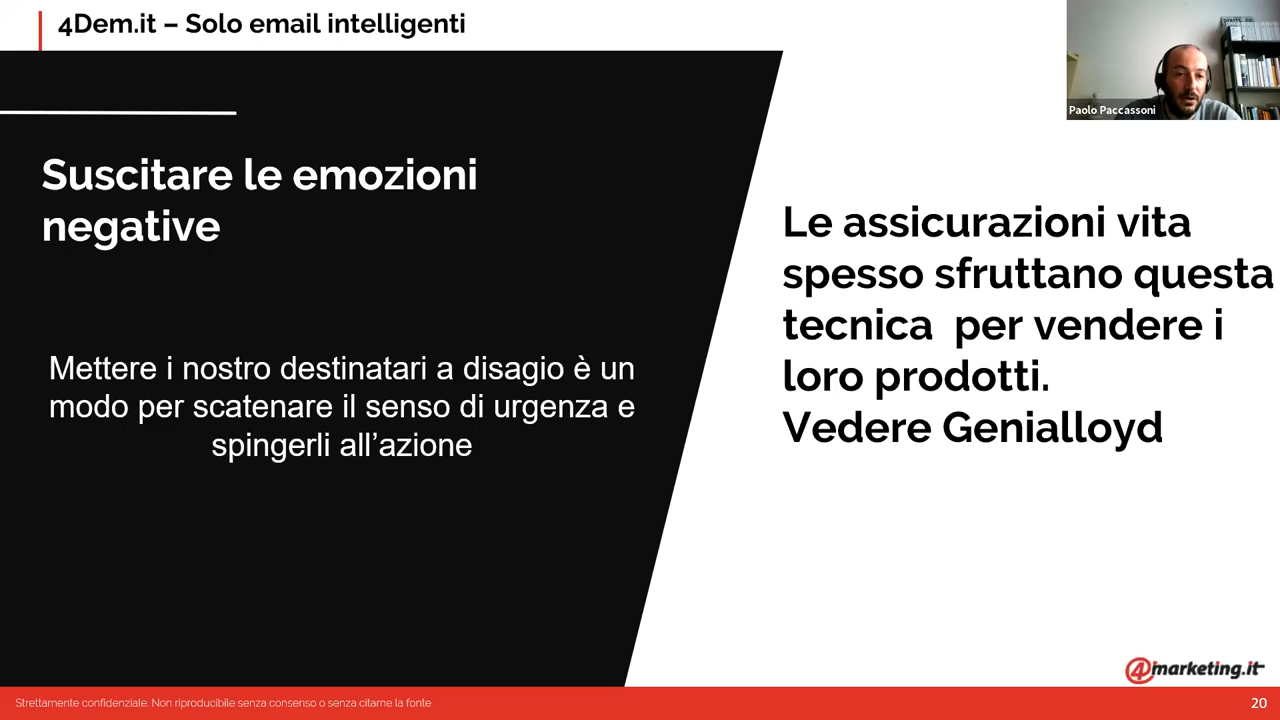 4Dem.it – Solo email intelligenti
Paolo Paccassoni
Suscitare le emozioni
negative
Mettere i nostro destinatari a disagio è un
modo per scatenare il senso di urgenza e
spingerli all’azione
Le assicurazioni vita
spesso sfruttano questa
tecnica  per vendere i
loro prodotti.
Vedere Genialloyd
4marketing.it
Strettamente confidenziale. Non riproducibile senza consenso o senza citarne la fonte
20